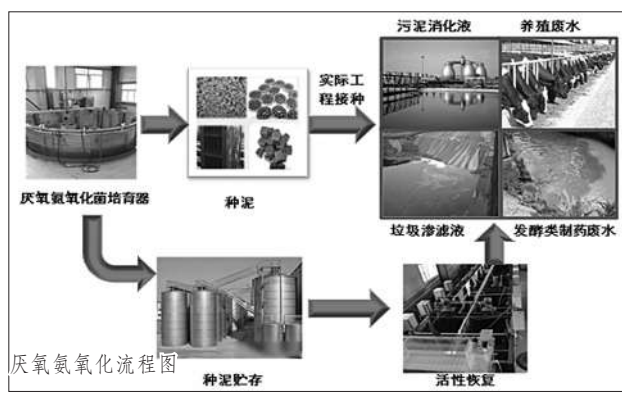 污泥消化液
养殖废水
实际工
程接种
厌氧氨氧化菌培育器
种泥
垃圾渗滤液
发酵类制药废水
厌氧氨氧化流程图
种泥贮存
活性恢复